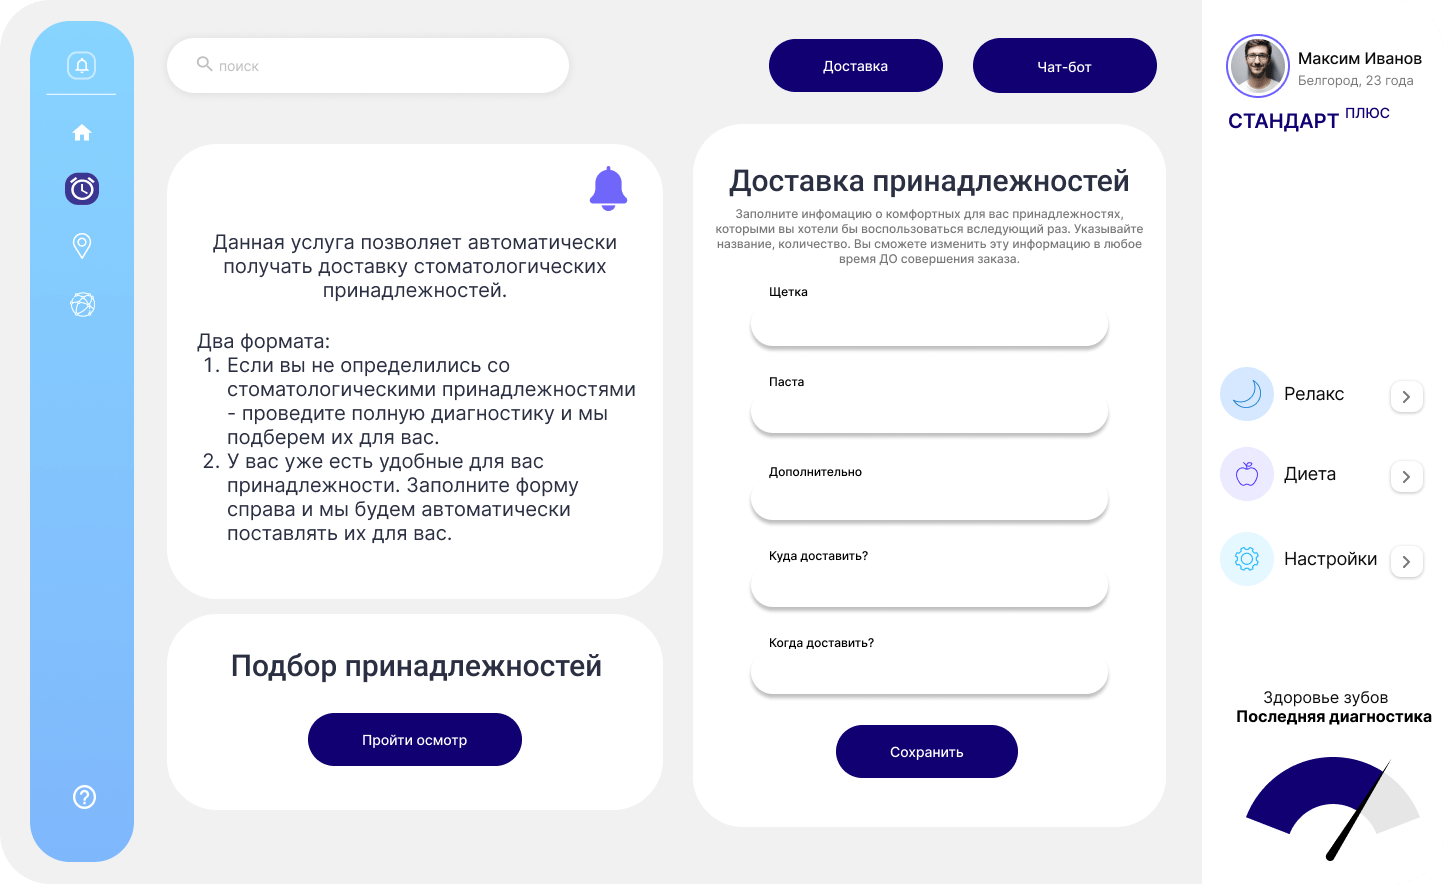 поиск
Доставка
Чат-бот
Максим Иванов
Белгород, 23 года
СТАНДАРТ ПЛЮС
Данная услуга позволяет автоматически
получать доставку стоматологических
принадлежностей.
Два формата:
1. Если вы не определились со
стоматологическими принадлежностями
- проведите полную диагностику и мы
подберем их для вас.
2. У вас уже есть удобные для вас
принадлежности. Заполните форму
справа и мы будем автоматически
поставлять их для вас.
Подбор принадлежностей
Пройти осмотр
Доставка принадлежностей
Заполните инфомацию о комфортных для вас принадлежностях,
которыми вы хотели бы воспользоваться вследующий раз. Указывайте
название, количество. Вы сможете изменить эту информацию в любое
время ДО совершения заказа.
Щетка
Паста
Дополнительно
Куда доставить?
Когда доставить?
Сохранить
Релакс
Диета
Настройки
Здоровье зубов
Последняя диагностика